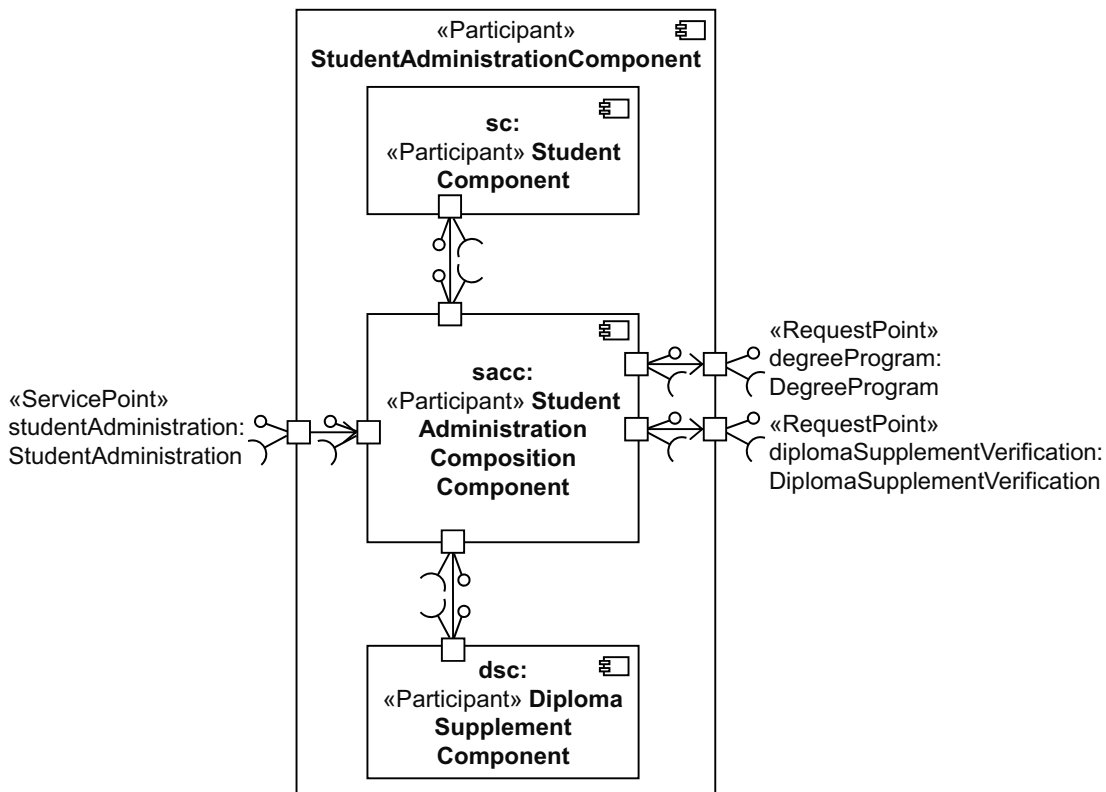 «Participant»
StudentAdministrationComponent
sc:
«Participant» Student
Component
«ServicePoint»
studentAdministration:
StudentAdministration
sacc:
«Participant» Student
Administration
Composition
Component
«RequestPoint»
degreeProgram:
DegreeProgram
«RequestPoint»
diplomaSupplementVerification:
DiplomaSupplementVerification
dsc:
«Participant» Diploma
Supplement
Component